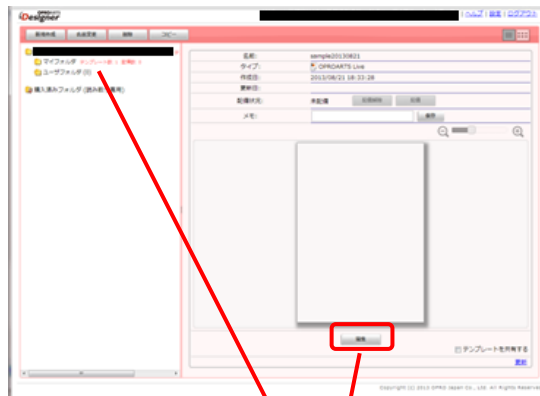 Designer
ヘルプ | 設定 | ログアウト
新規作成 名前変更 削除 コピー
マイフォルダ
ユーザフォルダ (0)
購入済みフォルダ (読み取り専用)
名前: sample20130821
タイプ: OPROARTS Live
作成日: 2013/08/21 18:33:28
更新日:
配備状況: 未配備
メモ: 保存
編集
テンプレートを共有する
更新
Copyright (c) 2013 OPRO Japan Co., Ltd. All Rights Reserved